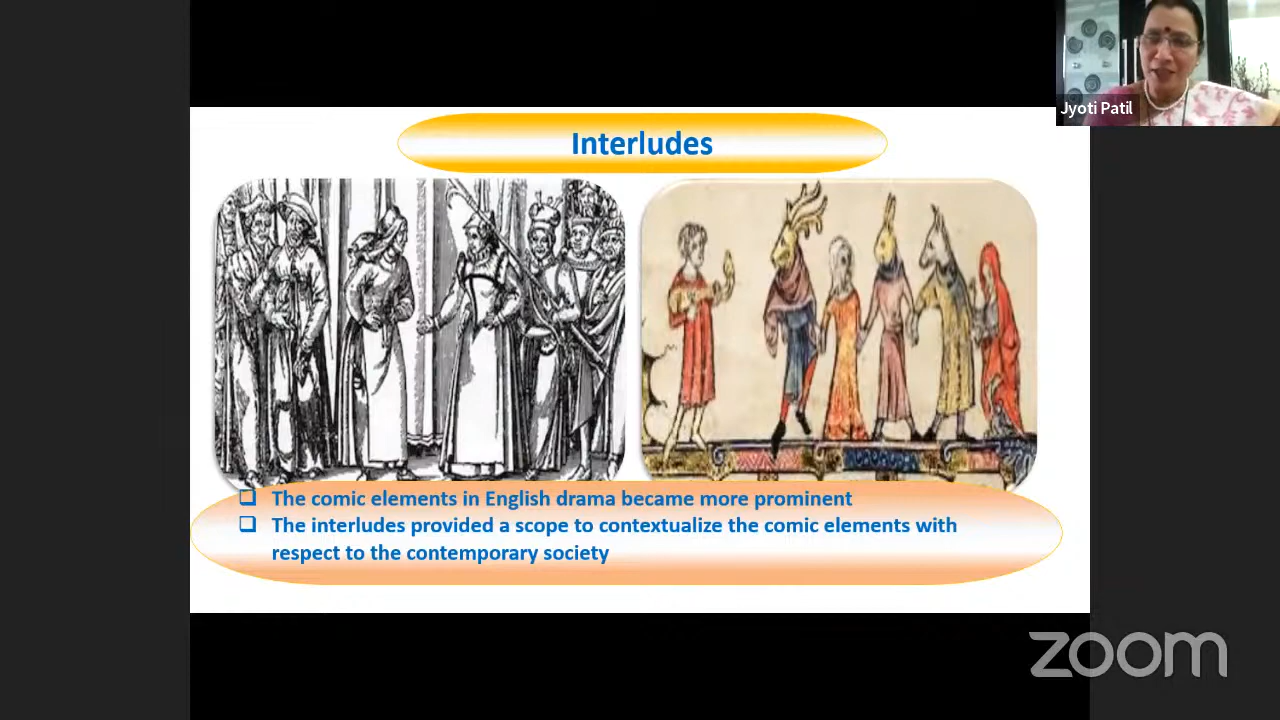 Jyoti Patil
Interludes
❑ The comic elements in English drama became more prominent
❑ The interludes provided a scope to contextualize the comic elements with
respect to the contemporary society
zoom